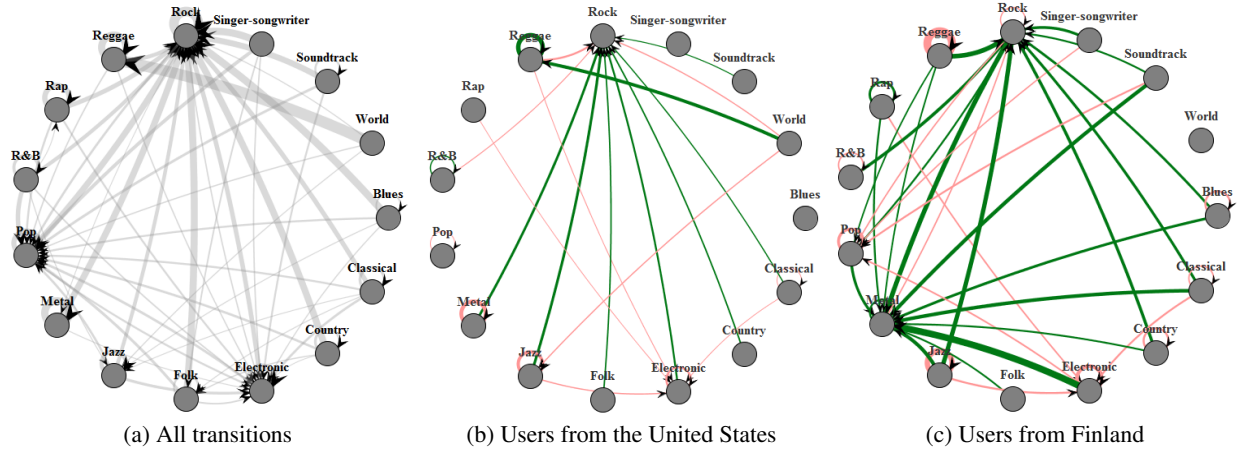 Rock
Singer-songwriter
Reggae
Soundtrack
Rap
World
R&B
Blues
Pop
Classical
Metal
Country
Jazz
Electronic
Folk
(a) All transitions
Rock
Singer-songwriter
Reggae
Soundtrack
Rap
World
R&B
Blues
Pop
Classical
Metal
Country
Jazz
Electronic
Folk
(b) Users from the United States
Rock
Singer-songwriter
Reggae
Soundtrack
Rap
World
R&B
Blues
Pop
Classical
Metal
Country
Jazz
Electronic
Folk
(c) Users from Finland